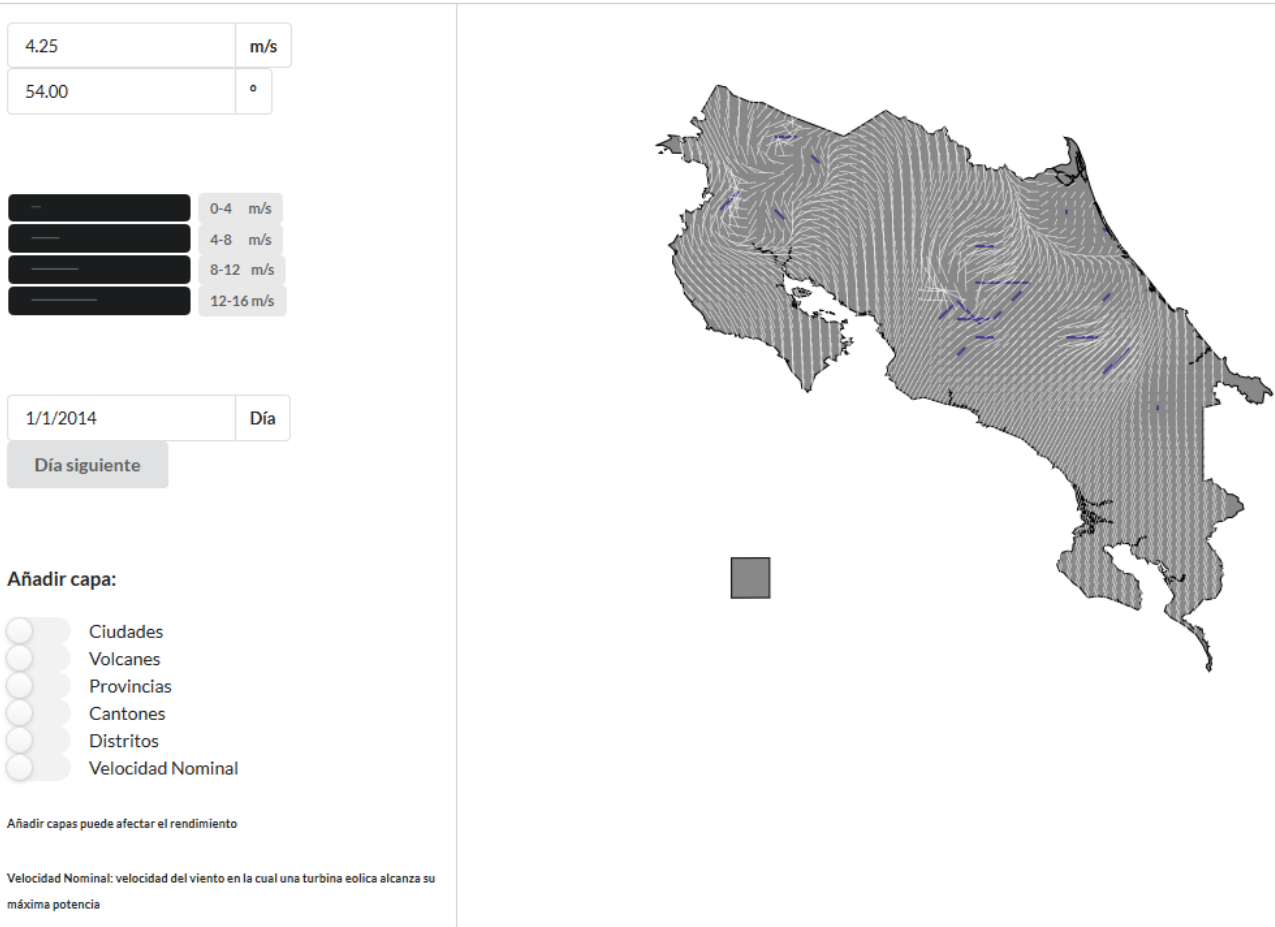 4.25 m/s
54.00 °
0-4 m/s
4-8 m/s
8-12 m/s
12-16 m/s
1/1/2014 Día
Día siguiente
Añadir capa:
Ciudades
Volcanes
Provincias
Cantones
Distritos
Velocidad Nominal
Añadir capas puede afectar el rendimiento
Velocidad Nominal: velocidad del viento en la cual una turbina eolica alcanza su
máxima potencia